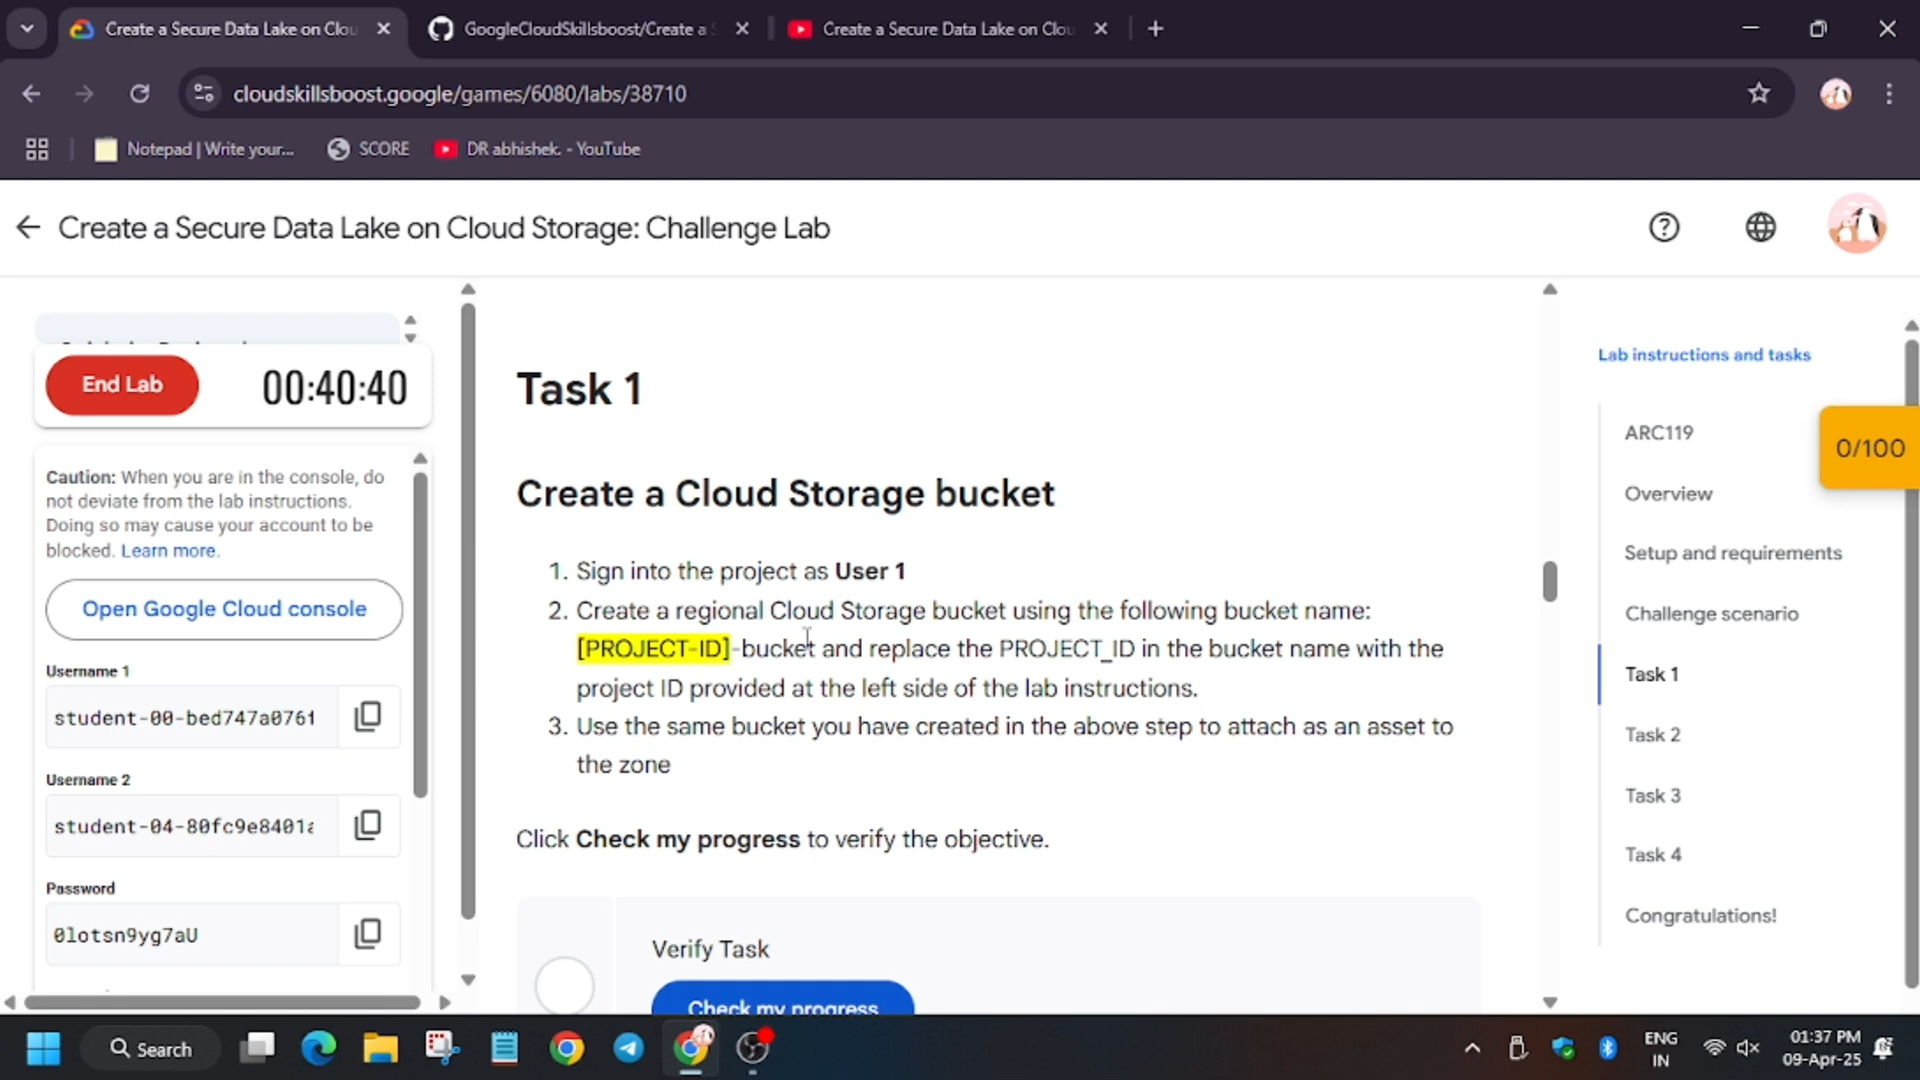 Create a Secure Data Lake on Clou
GoogleCloudSkillsboost/Create a S
Create a Secure Data Lake on Clou
cloudskillsboost.google/games/6080/labs/38710
Notepad | Write your...
SCORE
DR abhishek. - YouTube
Create a Secure Data Lake on Cloud Storage: Challenge Lab
End Lab
00:40:40
Caution: When you are in the console, do
not deviate from the lab instructions.
Doing so may cause your account to be
blocked. Learn more.
Open Google Cloud console
Username 1
student-00-bed747a076f
Username 2
student-04-80fc9e8401a
Password
0lotsn9yg7aU
Task 1
Create a Cloud Storage bucket
1. Sign into the project as User 1
2. Create a regional Cloud Storage bucket using the following bucket name:
[PROJECT-ID]-bucket and replace the PROJECT_ID in the bucket name with the
project ID provided at the left side of the lab instructions.
3. Use the same bucket you have created in the above step to attach as an asset to
the zone
Click Check my progress to verify the objective.
Verify Task
Check my progress
Lab instructions and tasks
ARC119
0/100
Overview
Setup and requirements
Challenge scenario
Task 1
Task 2
Task 3
Task 4
Congratulations!
Search
ENG
IN
01:37 PM
09-Apr-25